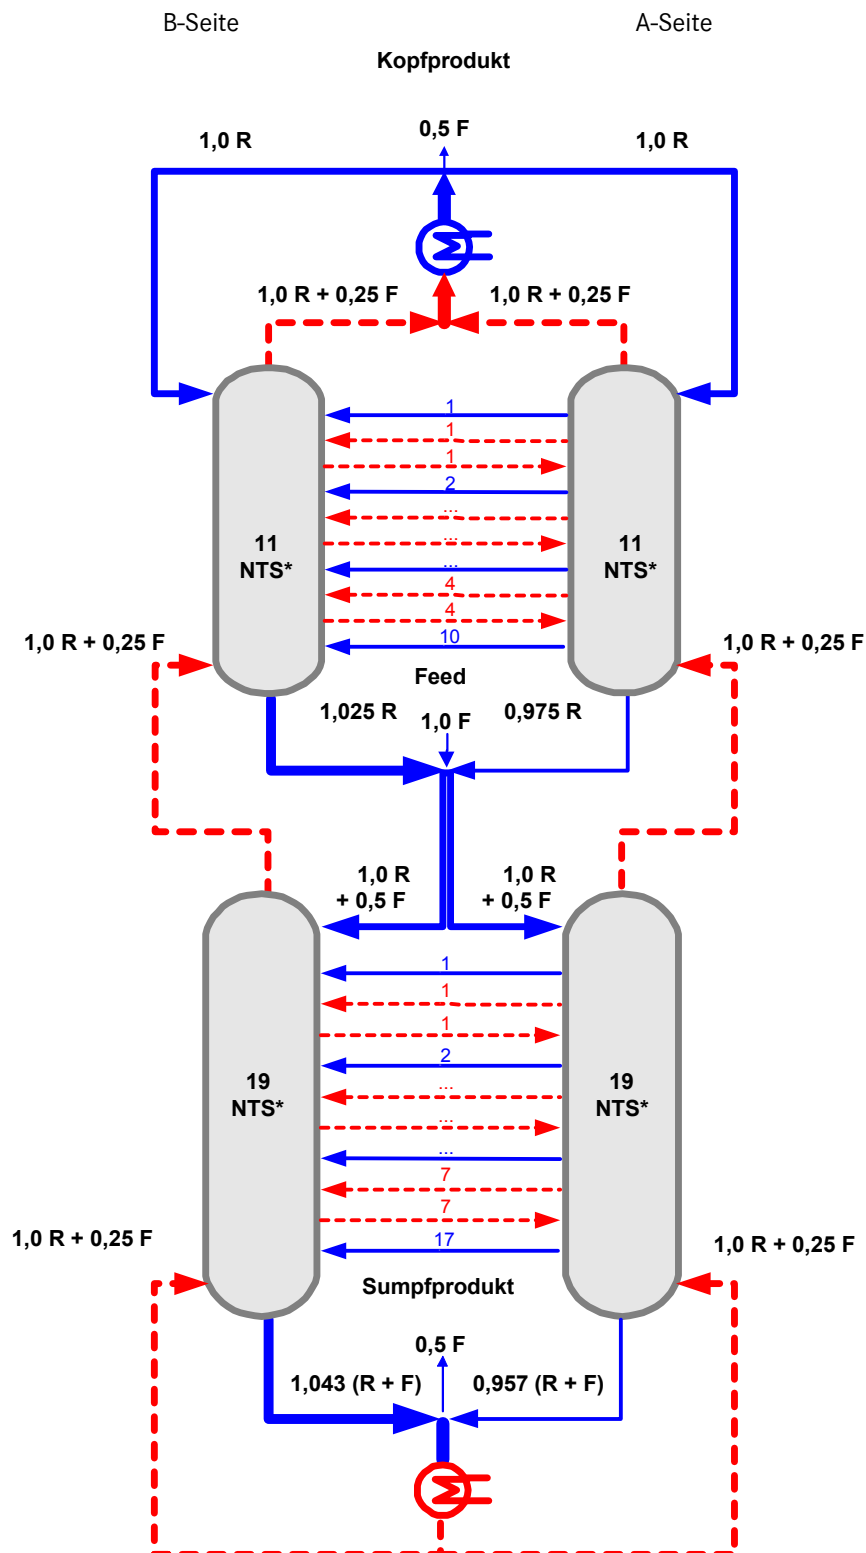 B-Seite A-Seite
Kopfprodukt
0,5 F
1,0 R 1,0 R
1,0 R + 0,25 F 1,0 R + 0,25 F
1
1
1
2
...
...
...
4
4
10
11
NTS*
11
NTS*
1,0 R + 0,25 F 1,0 R + 0,25 F
Feed
1,025 R 1,0 F 0,975 R
1,0 R
+ 0,5 F
1,0 R
+ 0,5 F
1
1
1
2
...
...
...
7
7
17
19
NTS*
19
NTS*
1,0 R + 0,25 F 1,0 R + 0,25 F
Sumpfprodukt
0,5 F
1,043 (R + F) 0,957 (R + F)